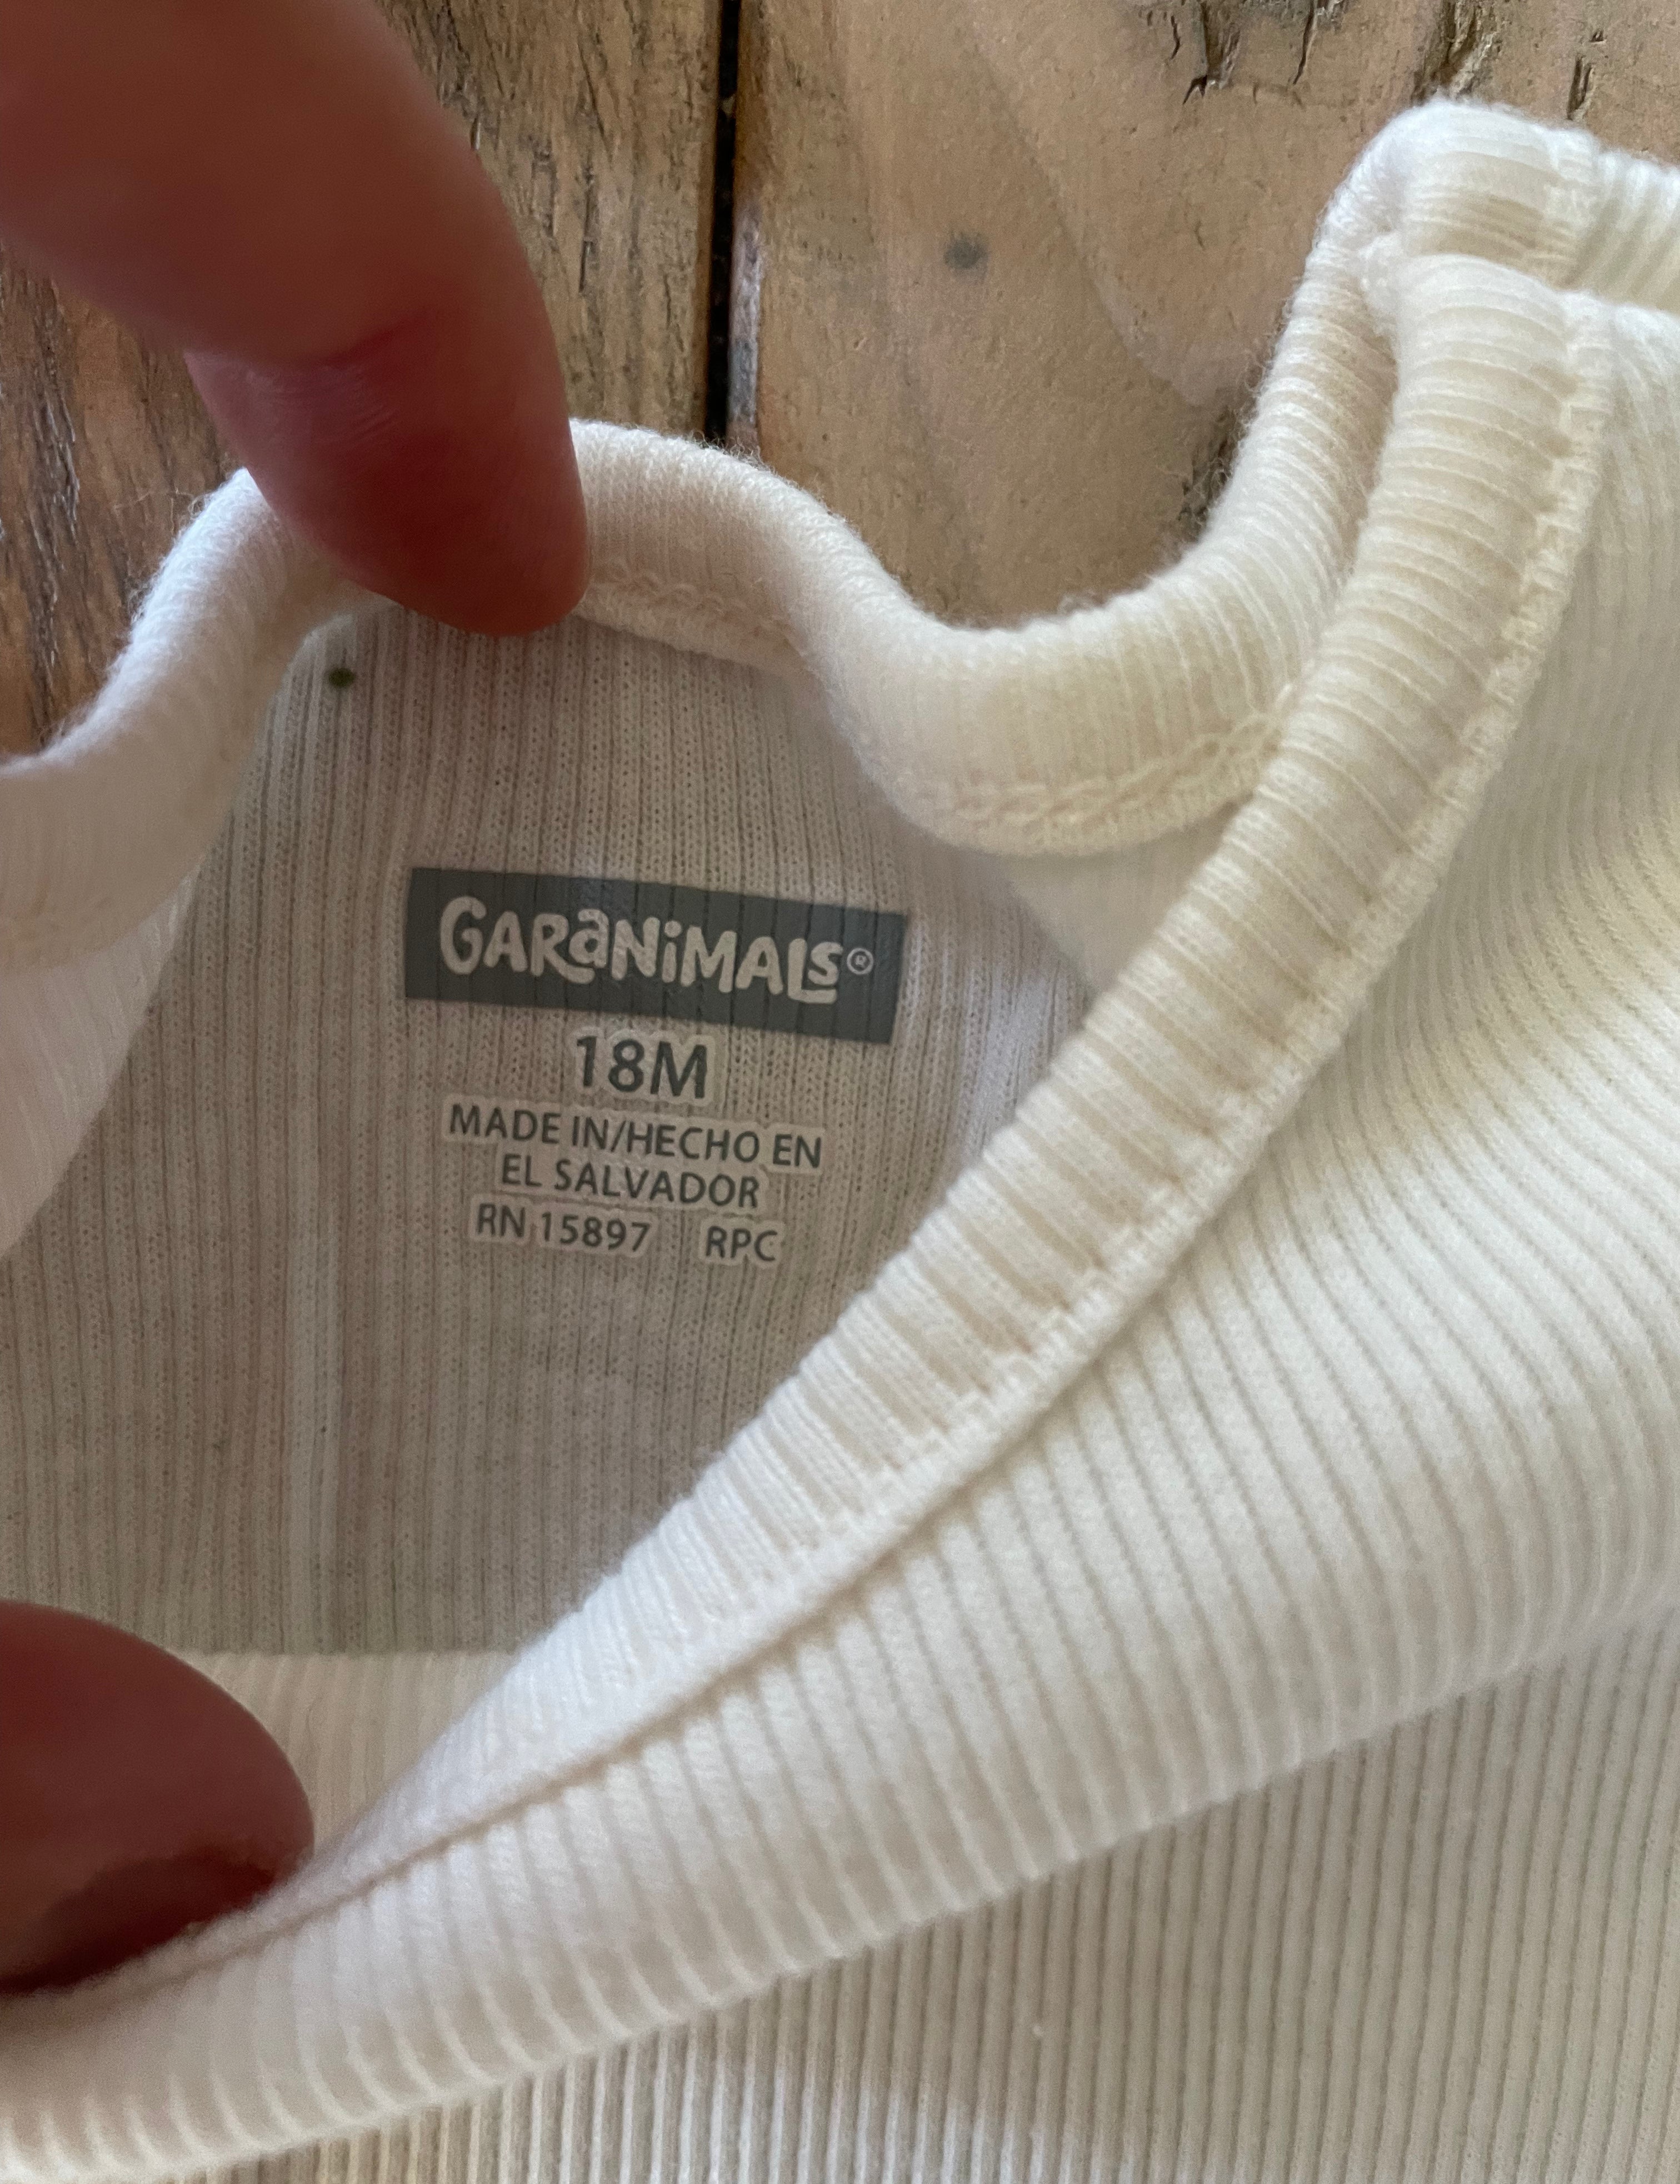 GARANIMALS®
18M
MADE IN/HECHO EN
EL SALVADOR
RN 15897 RPC